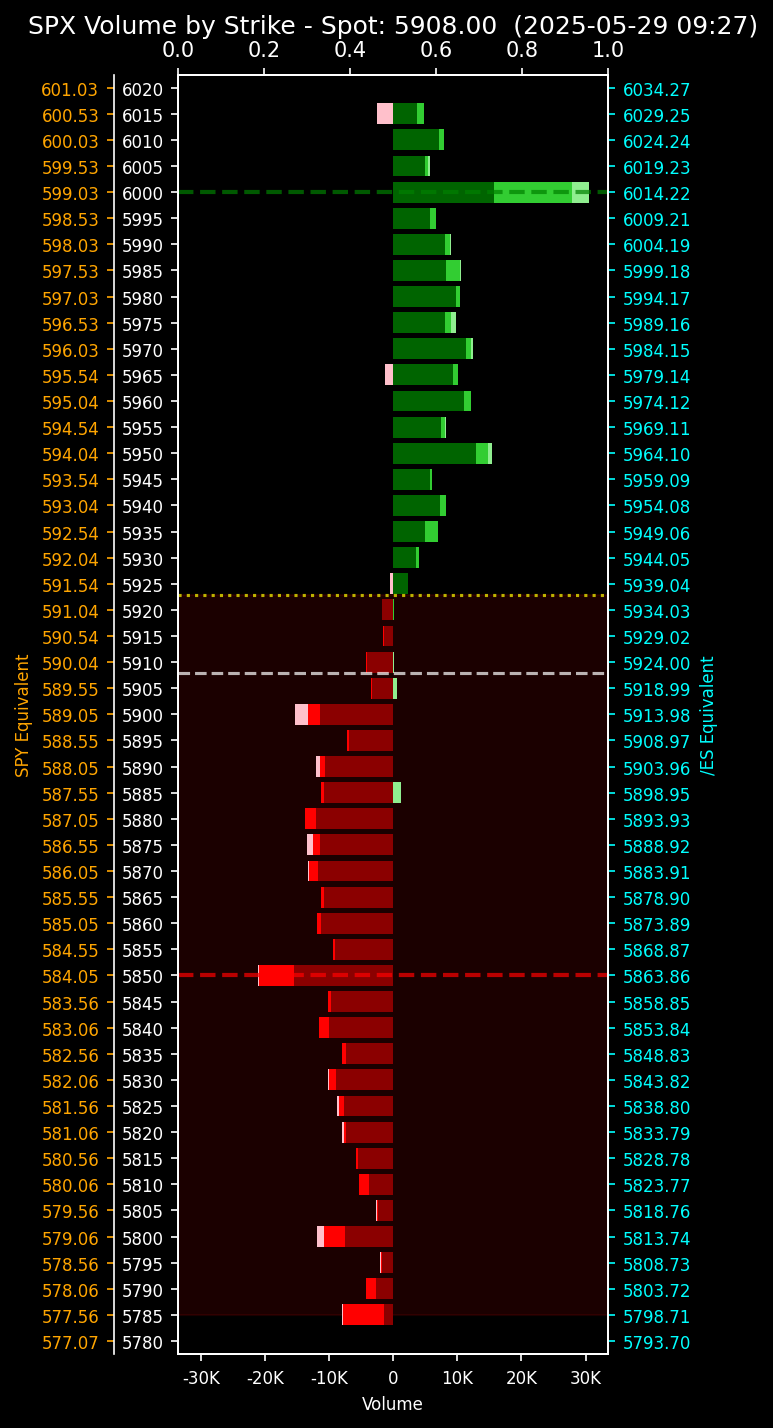 SPX Volume by Strike - Spot: 5908.00  (2025-05-29 09:27)
0.0 0.2 0.4 0.6 0.8 1.0
601.03 6020 6034.27
600.53 6015 6029.25
600.03 6010 6024.24
599.53 6005 6019.23
599.03 6000 6014.22
598.53 5995 6009.21
598.03 5990 6004.19
597.53 5985 5999.18
597.03 5980 5994.17
596.53 5975 5989.16
596.03 5970 5984.15
595.54 5965 5979.14
595.04 5960 5974.12
594.54 5955 5969.11
594.04 5950 5964.10
593.54 5945 5959.09
593.04 5940 5954.08
592.54 5935 5949.06
592.04 5930 5944.05
591.54 5925 5939.04
591.04 5920 5934.03
590.54 5915 5929.02
590.04 5910 5924.00
589.55 5905 5918.99
589.05 5900 5913.98
588.55 5895 5908.97
588.05 5890 5903.96
587.55 5885 5898.95
587.05 5880 5893.93
586.55 5875 5888.92
586.05 5870 5883.91
585.55 5865 5878.90
585.05 5860 5873.89
584.55 5855 5868.87
584.05 5850 5863.86
583.56 5845 5858.85
583.06 5840 5853.84
582.56 5835 5848.83
582.06 5830 5843.82
581.56 5825 5838.80
581.06 5820 5833.79
580.56 5815 5828.78
580.06 5810 5823.77
579.56 5805 5818.76
579.06 5800 5813.74
578.56 5795 5808.73
578.06 5790 5803.72
577.56 5785 5798.71
577.07 5780 5793.70
SPY Equivalent
/ES Equivalent
-30K -20K -10K 0 10K 20K 30K
Volume